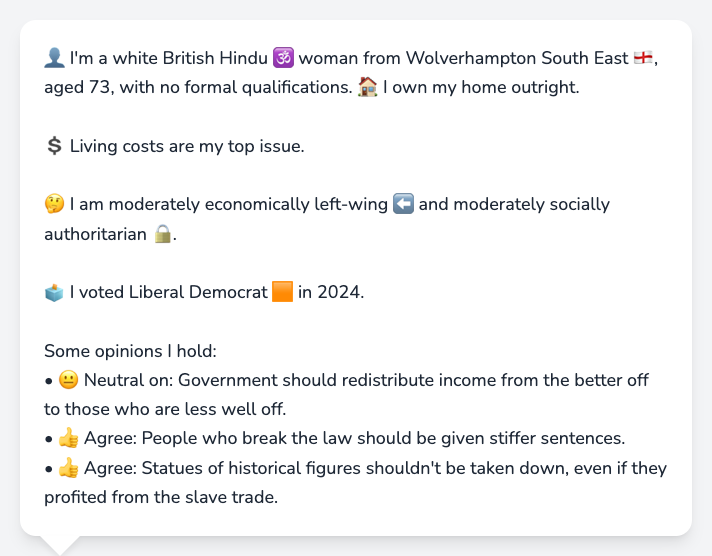 👤 I'm a white British Hindu 🕉️ woman from Wolverhampton South East 🏴󠁧󠁢󠁥󠁮󠁧󠁿,
aged 73, with no formal qualifications. 🏠 I own my home outright.
💲 Living costs are my top issue.
🤔 I am moderately economically left-wing ⬅️ and moderately socially
authoritarian 🔒.
🗳️ I voted Liberal Democrat 🟧 in 2024.
Some opinions I hold:
• 😐 Neutral on: Government should redistribute income from the better off
to those who are less well off.
• 👍 Agree: People who break the law should be given stiffer sentences.
• 👍 Agree: Statues of historical figures shouldn't be taken down, even if they
profited from the slave trade.